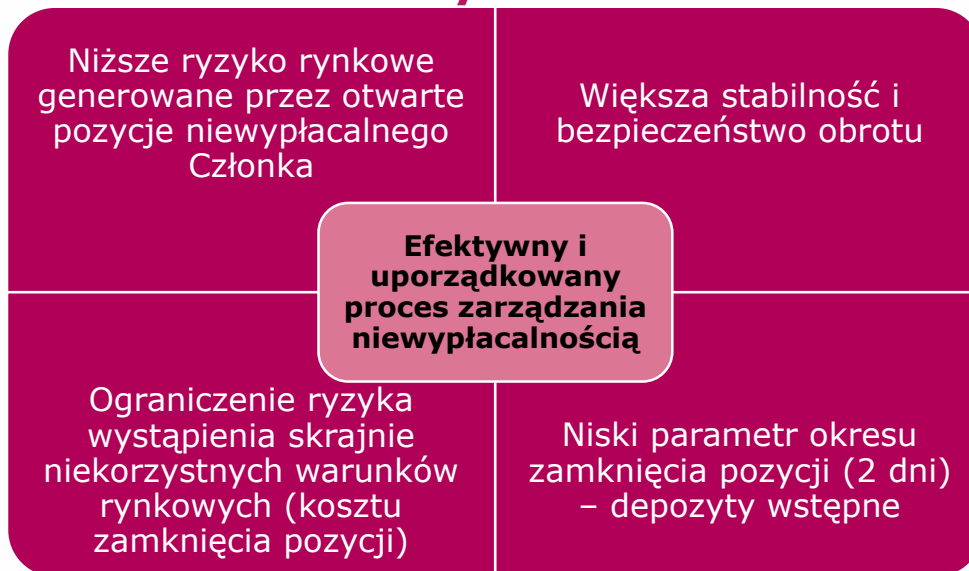 Niższe ryzyko rynkowe
generowane przez otwarte
pozycje niewypłacalnego
Członka
Większa stabilność i
bezpieczeństwo obrotu
Efektywny i
uporządkowany
proces zarządzania
niewypłacalnością
Ograniczenie ryzyka
wystąpienia skrajnie
niekorzystnych warunków
rynkowych (kosztu
zamknięcia pozycji)
Niski parametr okresu
zamknięcia pozycji (2 dni)
– depozyty wstępne